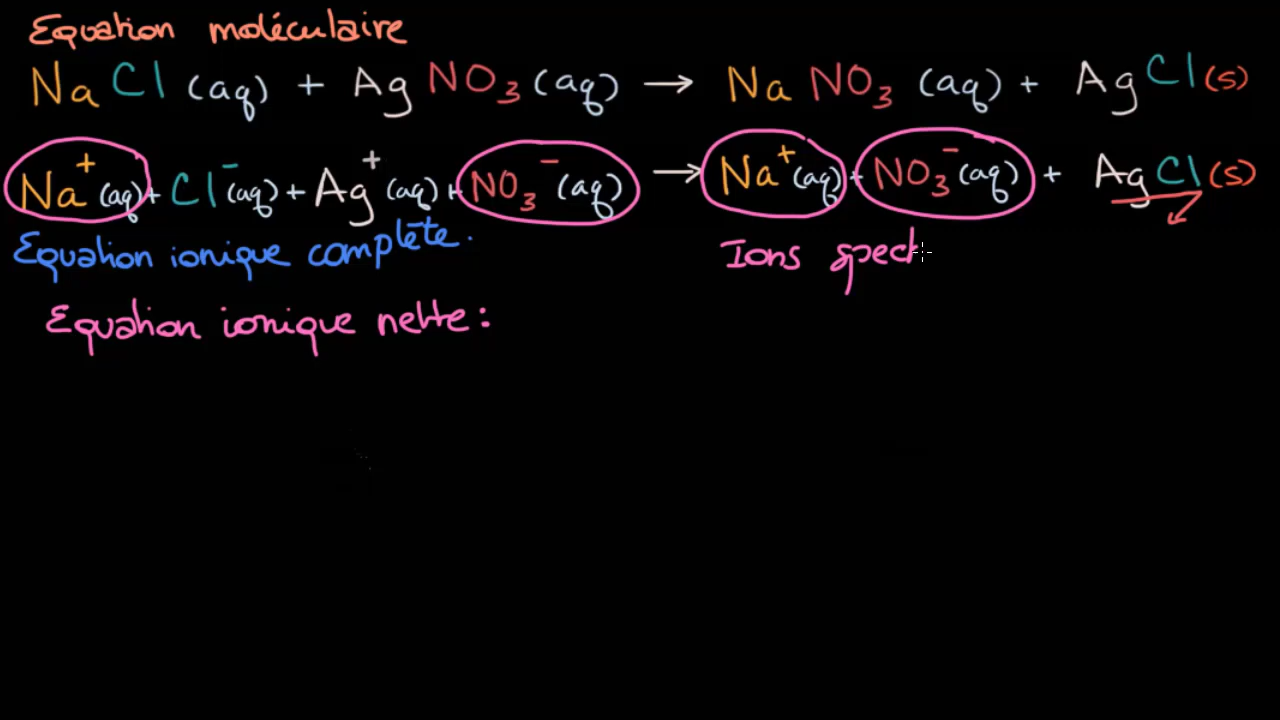 Equation moléculaire
NaCl (aq) + AgNO₃ (aq) → NaNO₃ (aq) + AgCl (s)
Na⁺(aq) + Cl⁻(aq) + Ag⁺(aq) + NO₃⁻(aq) → Na⁺(aq) + NO₃⁻(aq) + AgCl (s)
Equation ionique complète.
Ions spect
Equation ionique nette :